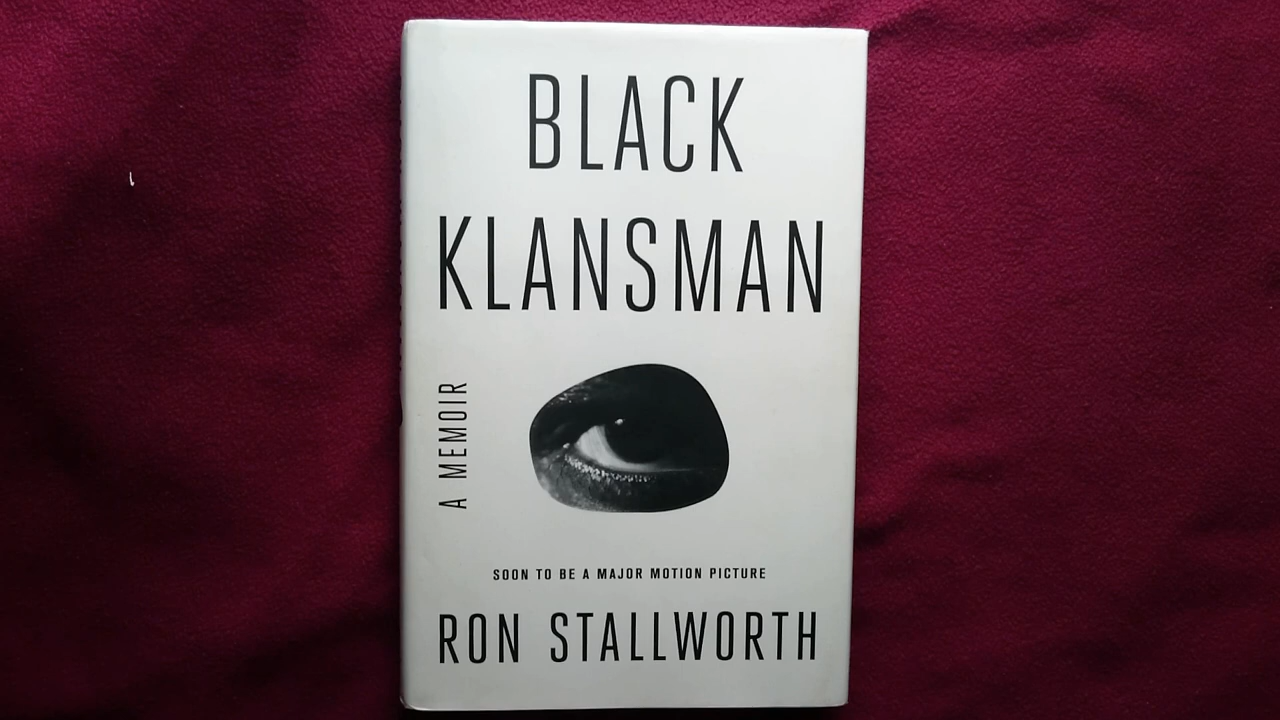 BLACK
KLANSMAN
A MEMOIR
SOON TO BE A MAJOR MOTION PICTURE
RON STALLWORTH